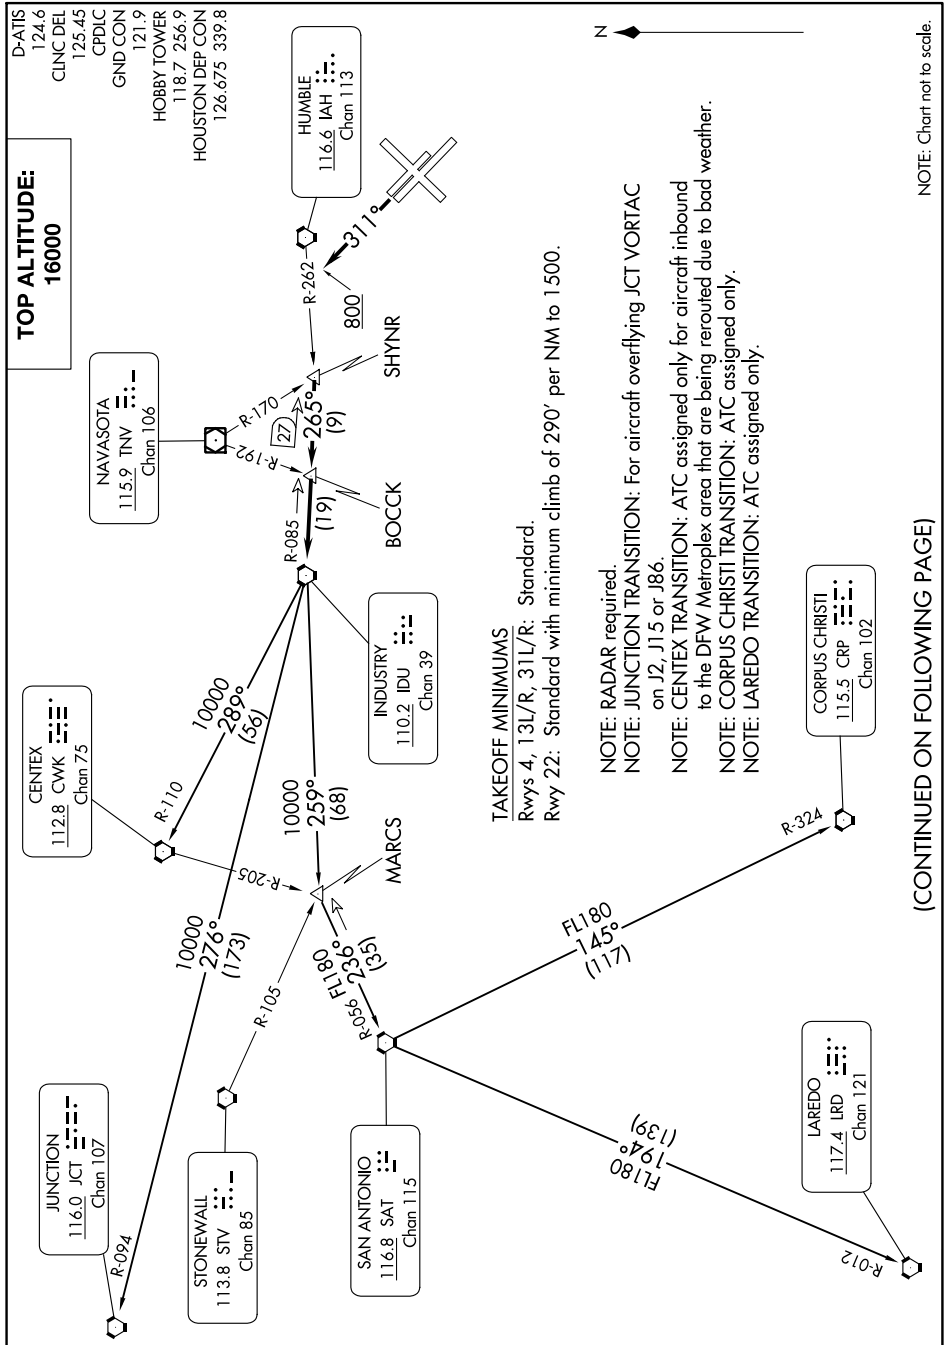 D-ATIS
124.6
CLNC DEL
125.45
CPDLC
GND CON
121.9
HOBBY TOWER
118.7 256.9
HOUSTON DEP CON
126.675 339.8
TOP ALTITUDE:
16000
JUNCTION
116.0 JCT
Chan 107
R-094
CENTEX
112.8 CWK
Chan 75
R-110
10000
276°
(173)
10000
289°
(56)
NAVASOTA
115.9 TNV
Chan 106
R-170
R-192
HUMBLE
116.6 IAH
Chan 113
R-262
311°
800
STONEWALL
113.8 STV
Chan 85
R-105
R-205
R-085
27
265°
(9)
(19)
SHYNR
BOCCK
10000
259°
(68)
INDUSTRY
110.2 IDU
Chan 39
MARCS
SAN ANTONIO
116.8 SAT
Chan 115
R-056
FL180
236°
(35)
N
TAKEOFF MINIMUMS
Rwys 4, 13L/R, 31L/R: Standard.
Rwy 22: Standard with minimum climb of 290' per NM to 1500.
NOTE: RADAR required.
NOTE: JUNCTION TRANSITION: For aircraft overflying JCT VORTAC
on J2, J15 or J86.
NOTE: CENTEX TRANSITION: ATC assigned only for aircraft inbound
to the DFW Metroplex area that are being rerouted due to bad weather.
NOTE: CORPUS CHRISTI TRANSITION: ATC assigned only.
NOTE: LAREDO TRANSITION: ATC assigned only.
FL180
194°
(139)
FL180
145°
(117)
R-324
CORPUS CHRISTI
115.5 CRP
Chan 102
LAREDO
117.4 LRD
Chan 121
R-012
(CONTINUED ON FOLLOWING PAGE)
NOTE: Chart not to scale.